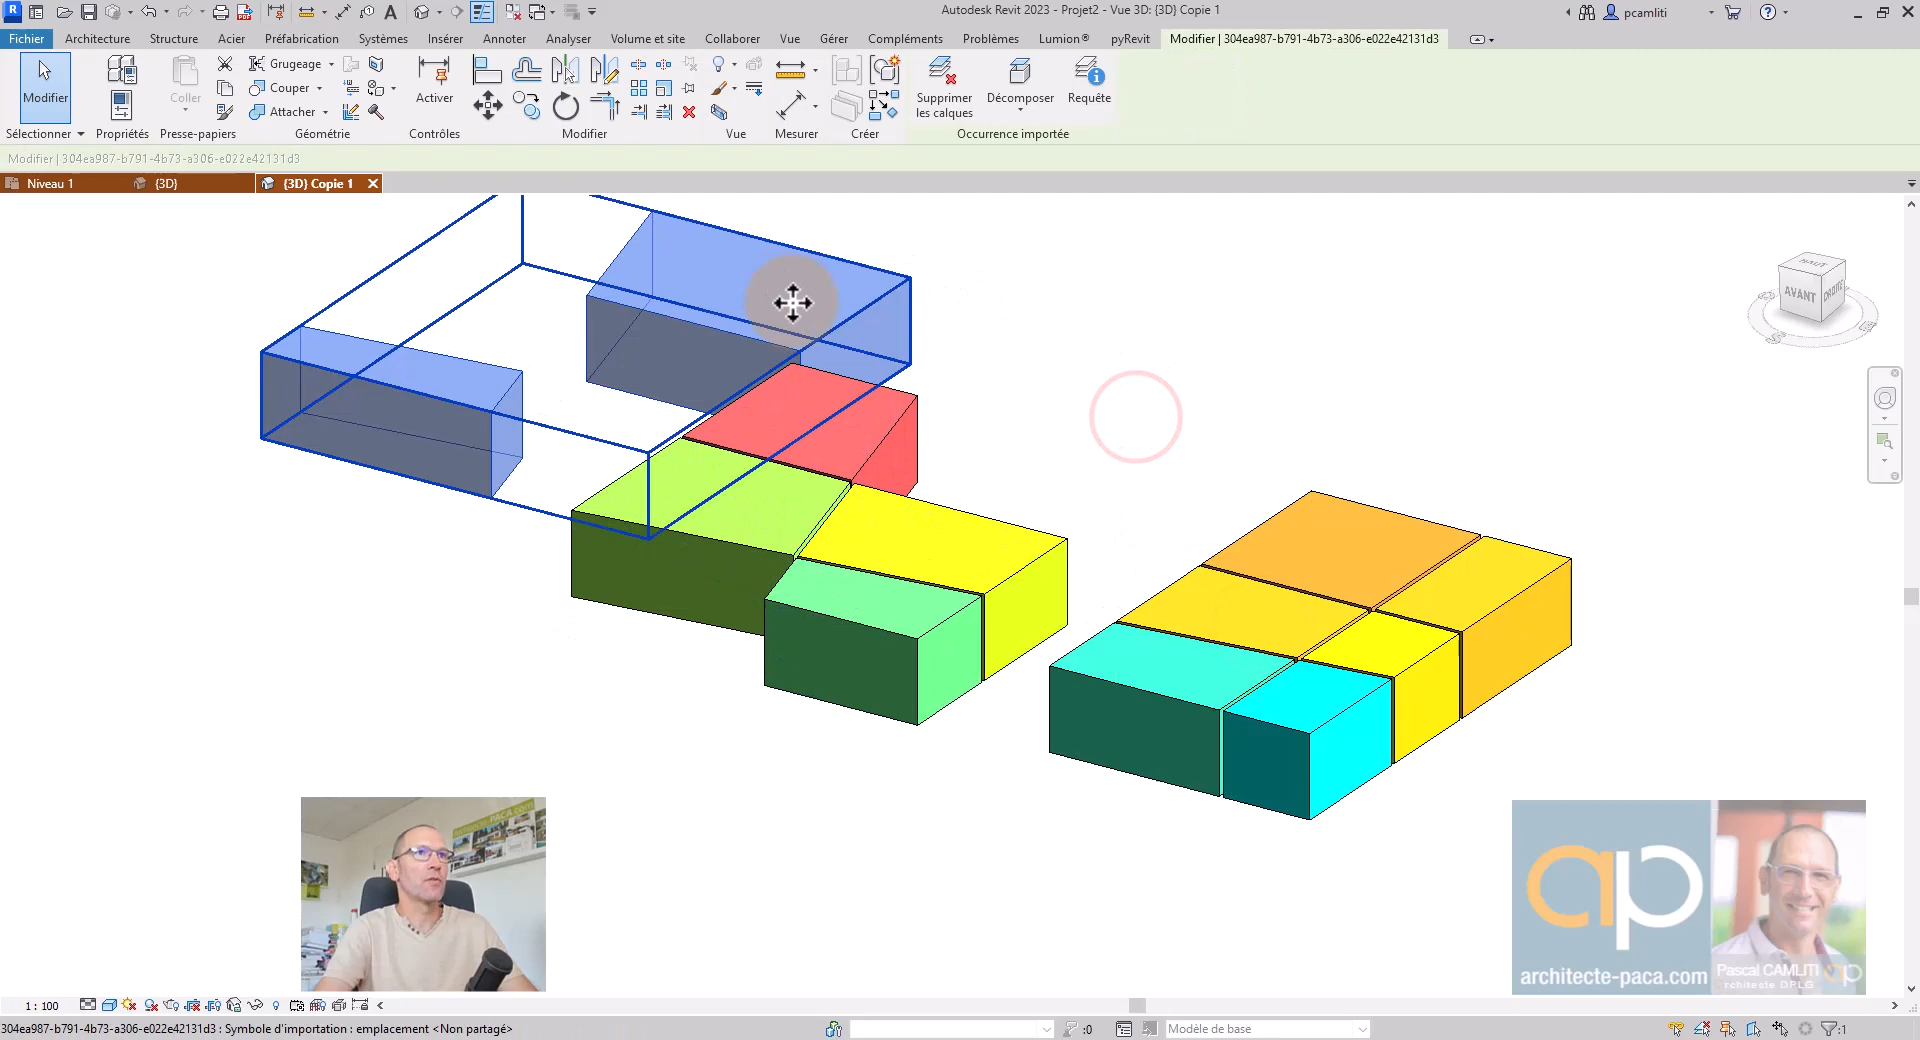 Autodesk Revit 2023 - Projet2 - Vue 3D: {3D} Copie 1
pcamliti
Fichier Architecture Structure Acier Préfabrication Systèmes Insérer Annoter Analyser Volume et site Collaborer Vue Gérer Compléments Problèmes Lumion® pyRevit Modifier | 304ea987-b791-4b73-a306-e022e42131d3
Modifier Coller Grugeage Couper Attacher Activer Supprimer les calques Décomposer Requête
Sélectionner Propriétés Presse-papiers Géométrie Contrôles Modifier Vue Mesurer Créer Occurrence importée
Modifier | 304ea987-b791-4b73-a306-e022e42131d3
Niveau 1 {3D} {3D} Copie 1
HAUT
AVANT DROITE
ap
architecte-paca.com
Pascal CAMLITI
architecte D.P.L.G
1 : 100
304ea987-b791-4b73-a306-e022e42131d3 : Symbole d'importation : emplacement <Non partagé>
:0
Modèle de base
:1